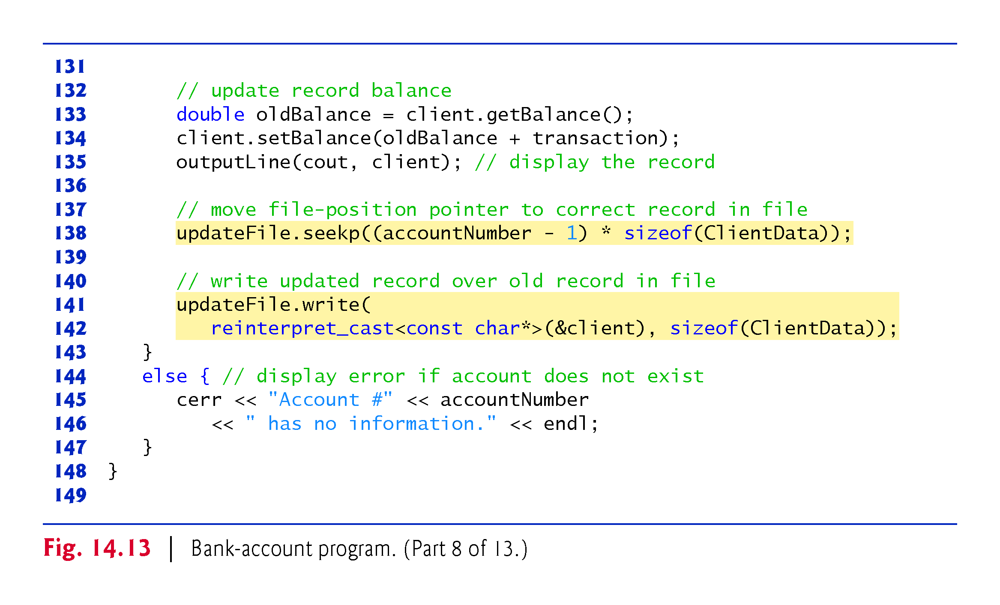 131
132 // update record balance
133 double oldBalance = client.getBalance();
134 client.setBalance(oldBalance + transaction);
135 outputLine(cout, client); // display the record
136
137 // move file-position pointer to correct record in file
138 updateFile.seekp((accountNumber - 1) * sizeof(ClientData));
139
140 // write updated record over old record in file
141 updateFile.write(
142 reinterpret_cast<const char*>(&client), sizeof(ClientData));
143 }
144 else { // display error if account does not exist
145 cerr << "Account #" << accountNumber
146 << " has no information." << endl;
147 }
148 }
149
Fig. 14.13 | Bank-account program. (Part 8 of 13.)